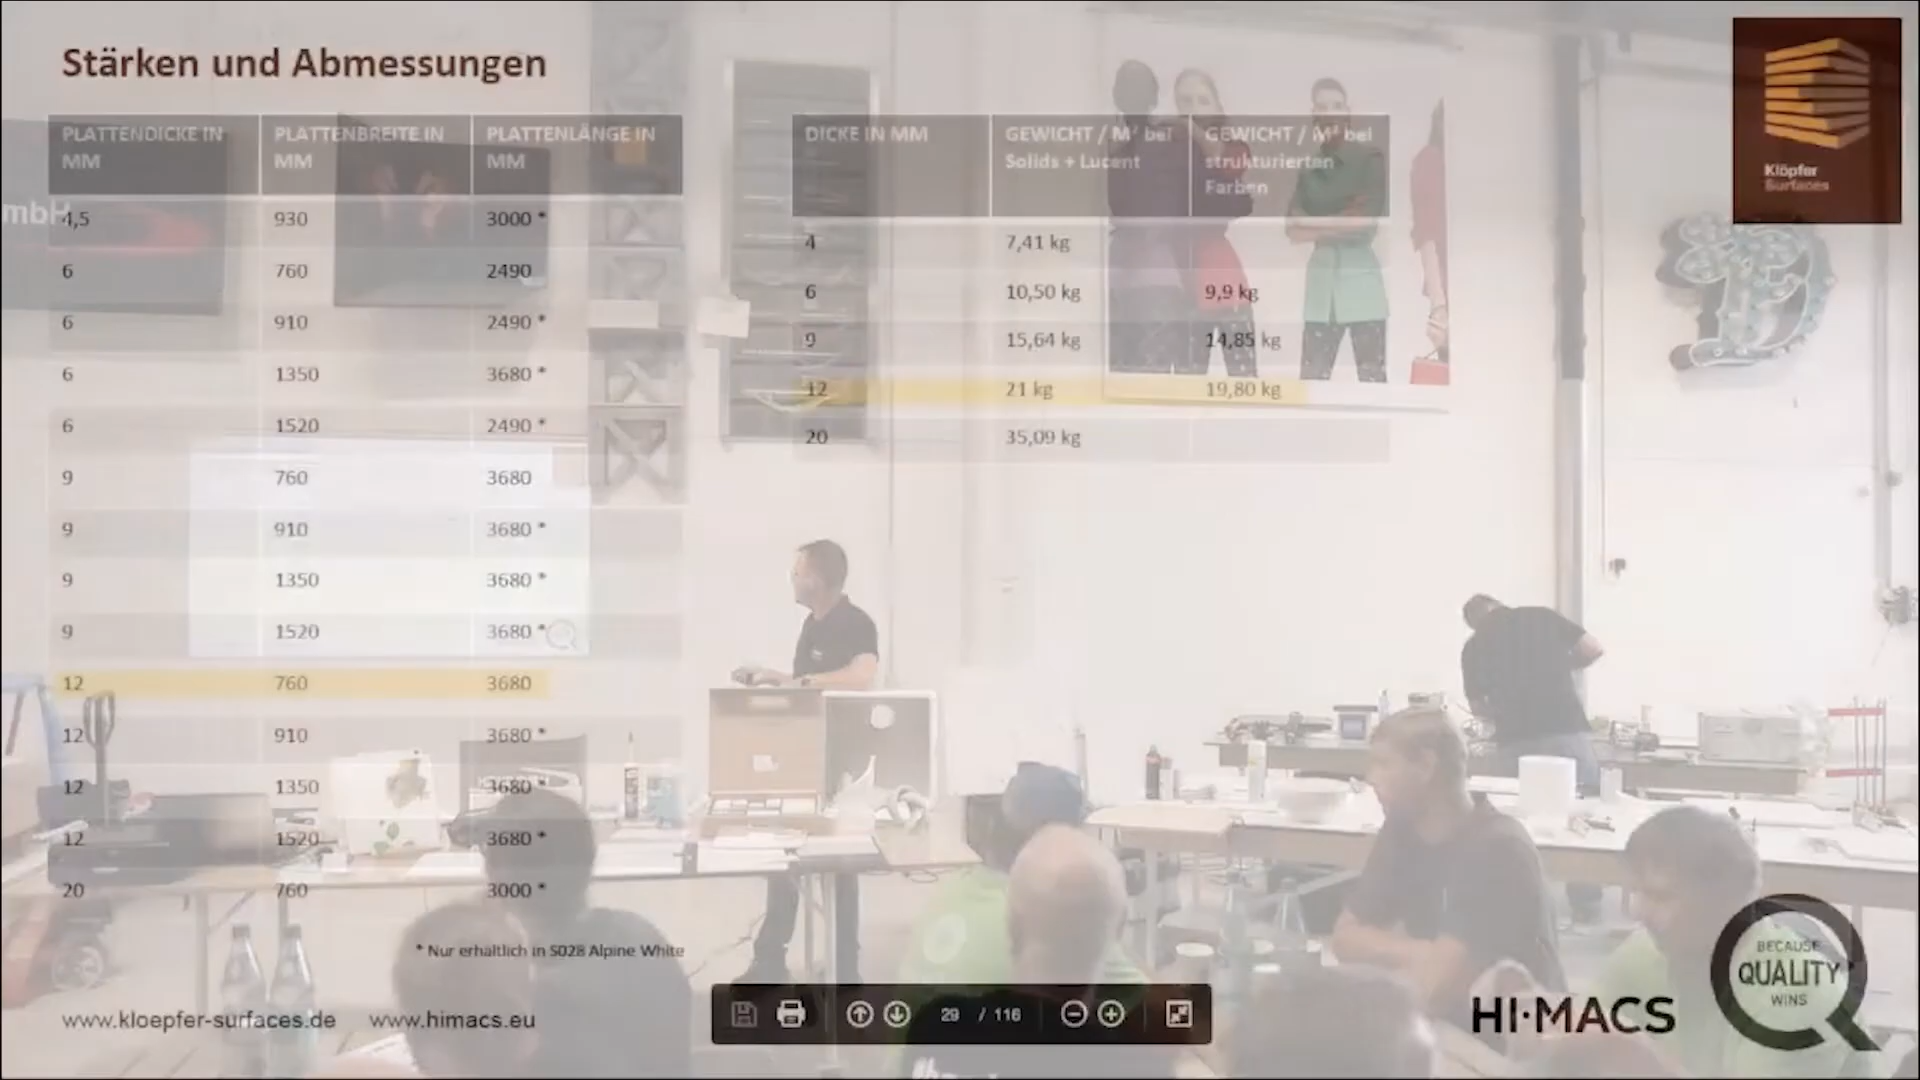 Stärken und Abmessungen
PLATTENDICKE IN MM PLATTENBREITE IN MM PLATTENLÄNGE IN MM
4,5 930 3000 *
6 760 2490
6 910 2490 *
6 1350 3680 *
6 1520 2490 *
9 760 3680
9 910 3680 *
9 1350 3680 *
9 1520 3680 *
12 760 3680
12 910 3680 *
12 1350 3680 *
12 1520 3680 *
20 760 3000 *
* Nur erhältlich in S028 Alpine White
DICKE IN MM GEWICHT / M² bei Solids + Lucent GEWICHT / M² bei strukturierten Farben
4 7,41 kg
6 10,50 kg 9,9 kg
9 15,64 kg 14,85 kg
12 21 kg 19,80 kg
20 35,09 kg
Klöpfer
Surfaces
mbH
www.kloepfer-surfaces.de www.himacs.eu
29 / 116
HI·MACS
BECAUSE
QUALITY
WINS